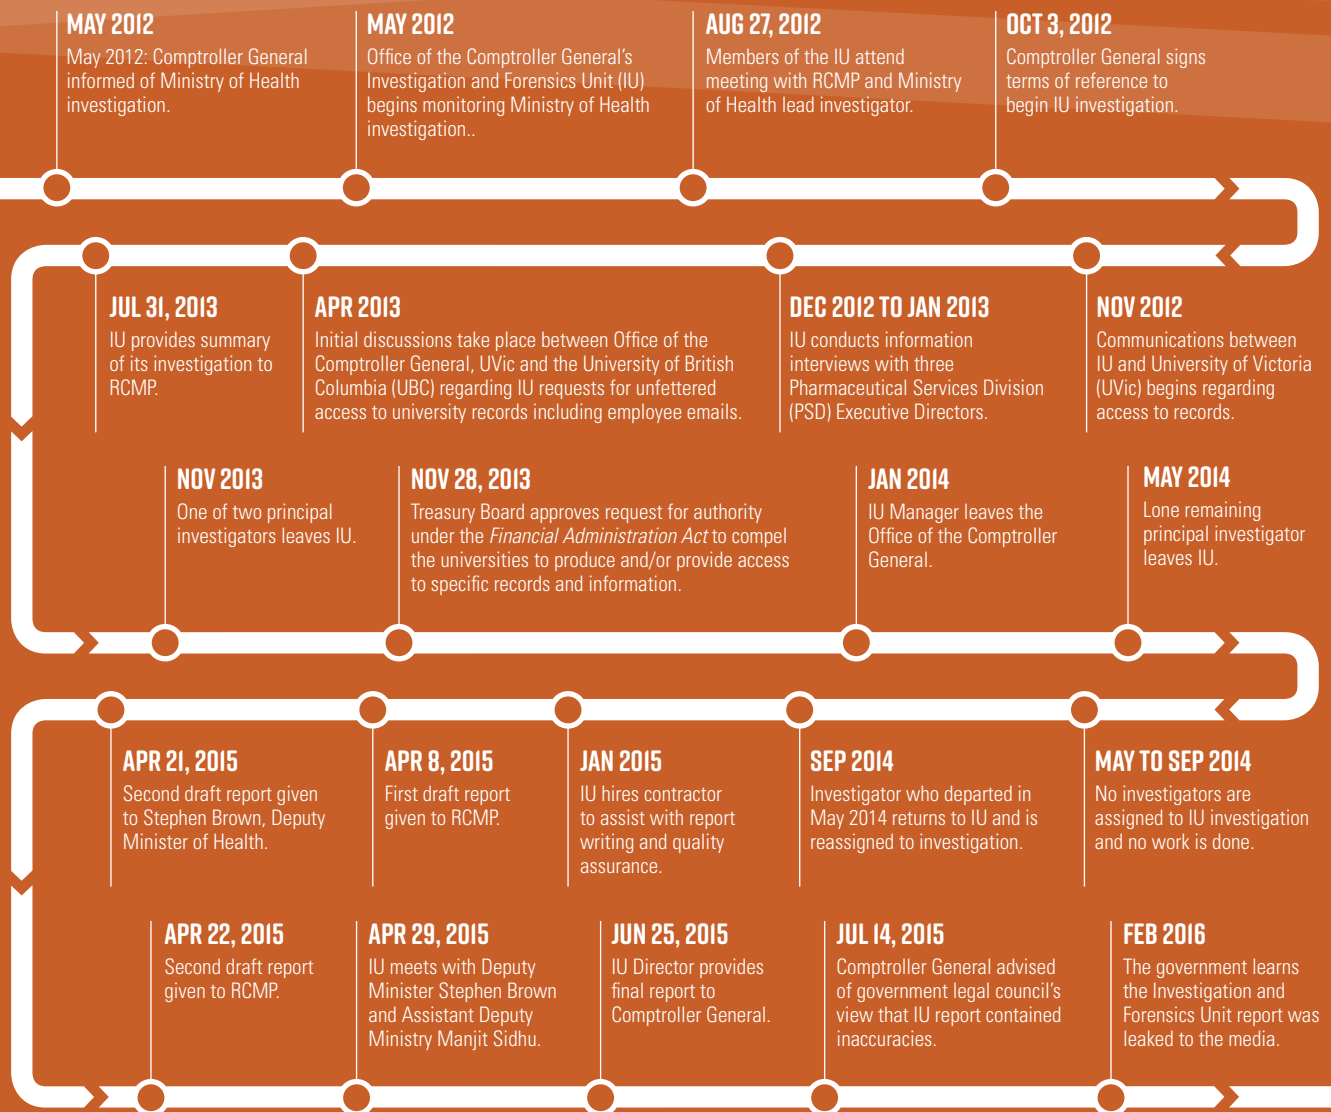 MAY 2012
May 2012: Comptroller General
informed of Ministry of Health
investigation.
MAY 2012
Office of the Comptroller General's
Investigation and Forensics Unit (IU)
begins monitoring Ministry of Health
investigation..
AUG 27, 2012
Members of the IU attend
meeting with RCMP and Ministry
of Health lead investigator.
OCT 3, 2012
Comptroller General signs
terms of reference to
begin IU investigation.
NOV 2012
Communications between
IU and University of Victoria
(UVic) begins regarding
access to records.
DEC 2012 TO JAN 2013
IU conducts information
interviews with three
Pharmaceutical Services Division
(PSD) Executive Directors.
APR 2013
Initial discussions take place between Office of the
Comptroller General, UVic and the University of British
Columbia (UBC) regarding IU requests for unfettered
access to university records including employee emails.
JUL 31, 2013
IU provides summary
of its investigation to
RCMP.
NOV 2013
One of two principal
investigators leaves IU.
NOV 28, 2013
Treasury Board approves request for authority
under the Financial Administration Act to compel
the universities to produce and/or provide access
to specific records and information.
JAN 2014
IU Manager leaves the
Office of the Comptroller
General.
MAY 2014
Lone remaining
principal investigator
leaves IU.
MAY TO SEP 2014
No investigators are
assigned to IU investigation
and no work is done.
SEP 2014
Investigator who departed in
May 2014 returns to IU and is
reassigned to investigation.
JAN 2015
IU hires contractor
to assist with report
writing and quality
assurance.
APR 8, 2015
First draft report
given to RCMP.
APR 21, 2015
Second draft report given
to Stephen Brown, Deputy
Minister of Health.
APR 22, 2015
Second draft report
given to RCMP.
APR 29, 2015
IU meets with Deputy
Minister Stephen Brown
and Assistant Deputy
Ministry Manjit Sidhu.
JUN 25, 2015
IU Director provides
final report to
Comptroller General.
JUL 14, 2015
Comptroller General advised
of government legal council's
view that IU report contained
inaccuracies.
FEB 2016
The government learns
the Investigation and
Forensics Unit report was
leaked to the media.